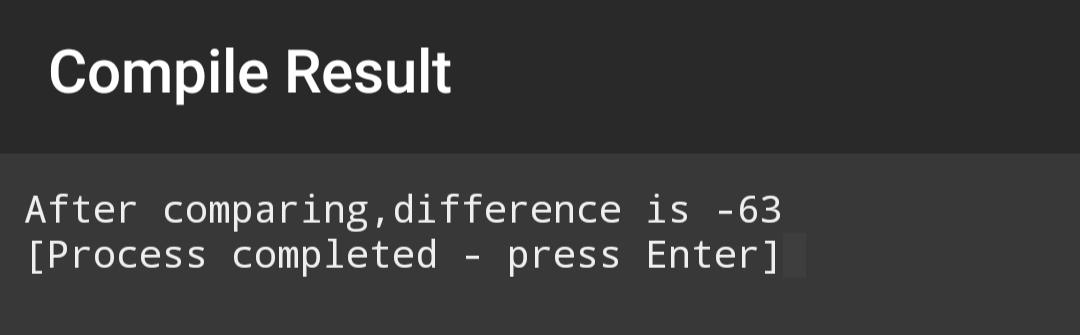 Compile Result
After comparing,difference is -63
[Process completed - press Enter]